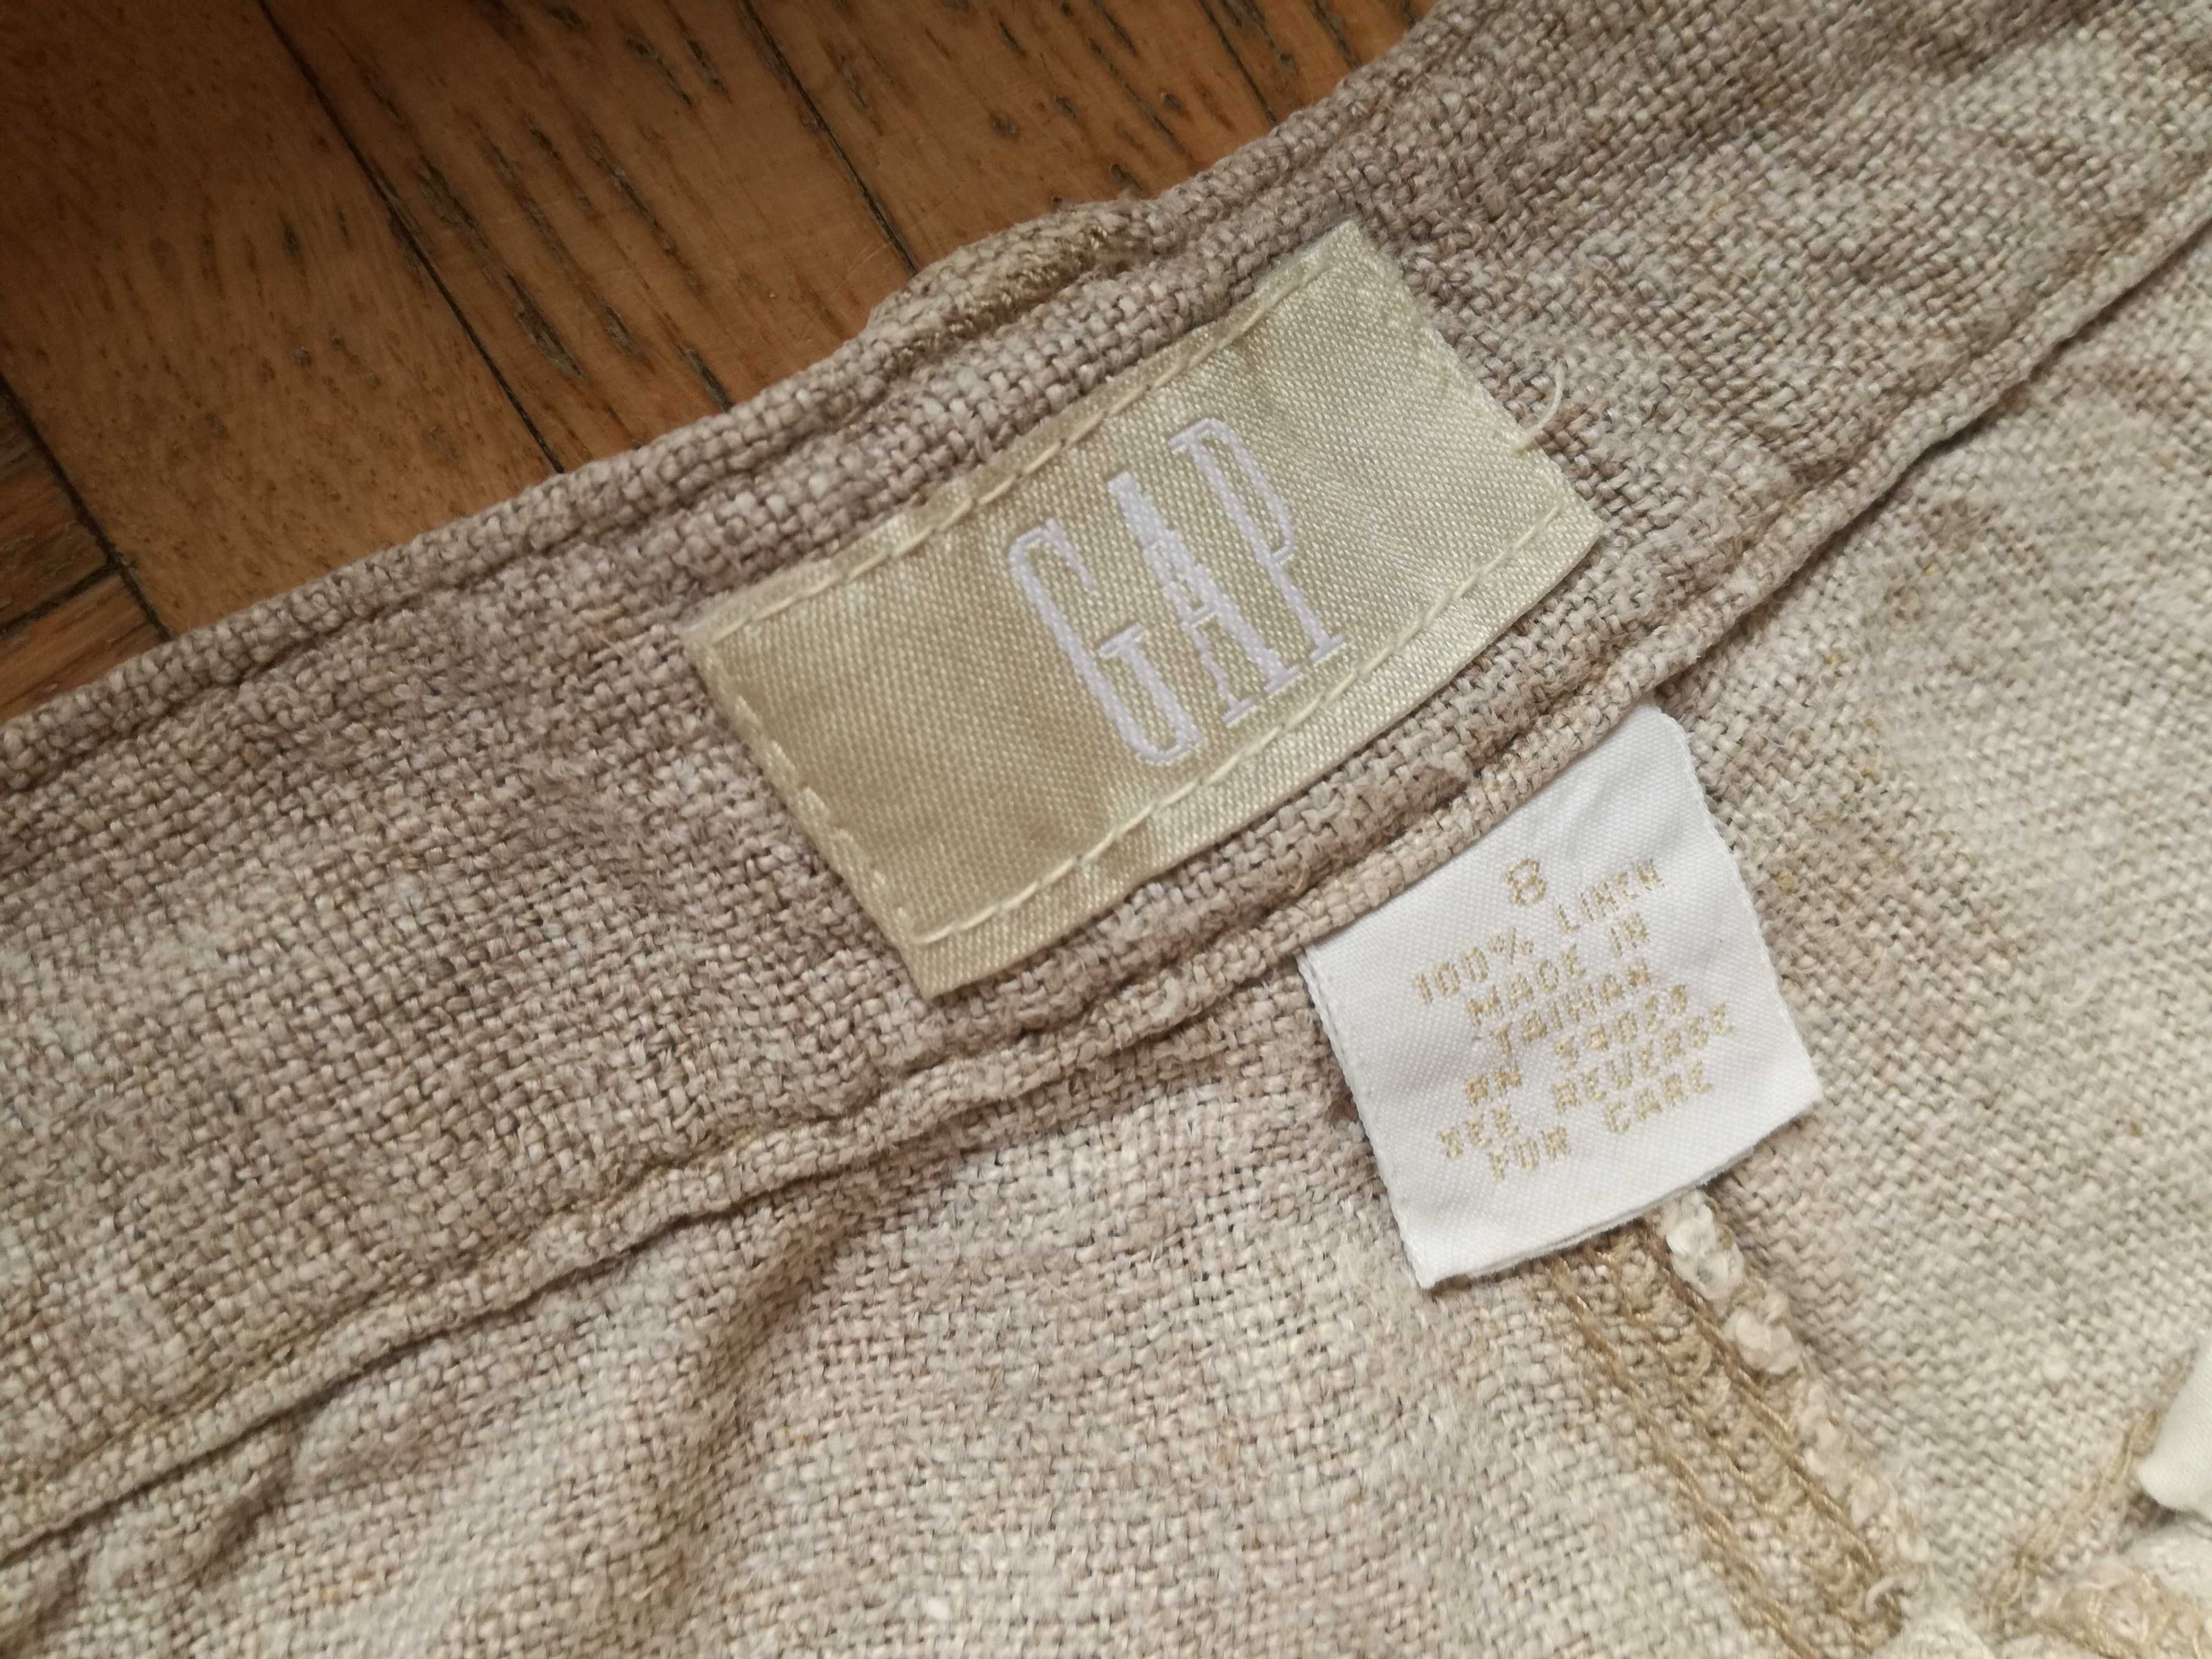 GAP
8
100% LINEN
MADE IN
TAIWAN
RN 54023
SEE REVERSE
FOR CARE